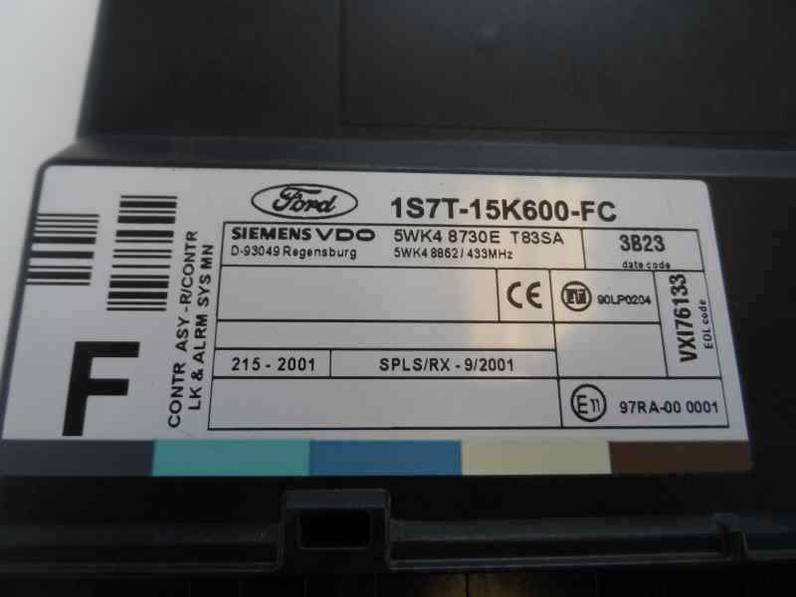 Ford
1S7T-15K600-FC
SIEMENS VDO
D-93049 Regensburg
5WK4 8730E T83SA
5WK4 8862 / 433MHz
3B23
date code
CE
90LP0204
VXI76133
EOL code
215 - 2001
SPLS/RX - 9/2001
E11
97RA-00 0001
CONTR ASY - R/CONTR
LK & ALRM SYS MN
F